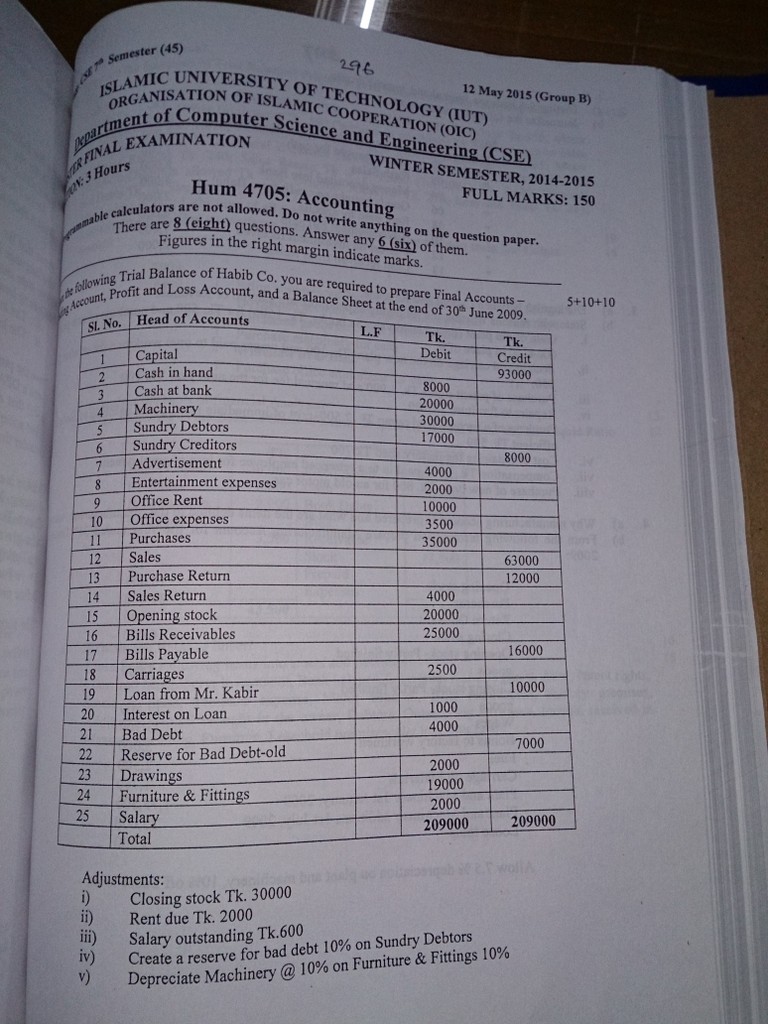 CSE 7th Semester (45)
296
12 May 2015 (Group B)
ISLAMIC UNIVERSITY OF TECHNOLOGY (IUT)
ORGANISATION OF ISLAMIC COOPERATION (OIC)
Department of Computer Science and Engineering (CSE)
FINAL EXAMINATION WINTER SEMESTER, 2014-2015
3 Hours FULL MARKS: 150
Hum 4705: Accounting
calculators are not allowed. Do not write anything on the question paper.
There are 8 (eight) questions. Answer any 6 (six) of them.
Figures in the right margin indicate marks.
following Trial Balance of Habib Co. you are required to prepare Final Accounts – 5+10+10
Account, Profit and Loss Account, and a Balance Sheet at the end of 30th June 2009.
Sl. No. Head of Accounts L.F Tk. Tk.
Debit Credit
1 Capital 93000
2 Cash in hand 8000
3 Cash at bank 20000
4 Machinery 30000
5 Sundry Debtors 17000
6 Sundry Creditors 8000
7 Advertisement 4000
8 Entertainment expenses 2000
9 Office Rent 10000
10 Office expenses 3500
11 Purchases 35000
12 Sales 63000
13 Purchase Return 12000
14 Sales Return 4000
15 Opening stock 20000
16 Bills Receivables 25000
17 Bills Payable 16000
18 Carriages 2500
19 Loan from Mr. Kabir 10000
20 Interest on Loan 1000
21 Bad Debt 4000
22 Reserve for Bad Debt-old 7000
23 Drawings 2000
24 Furniture & Fittings 19000
25 Salary 2000
Total 209000 209000
Adjustments:
i) Closing stock Tk. 30000
ii) Rent due Tk. 2000
iii) Salary outstanding Tk.600
iv) Create a reserve for bad debt 10% on Sundry Debtors
v) Depreciate Machinery @ 10% on Furniture & Fittings 10%